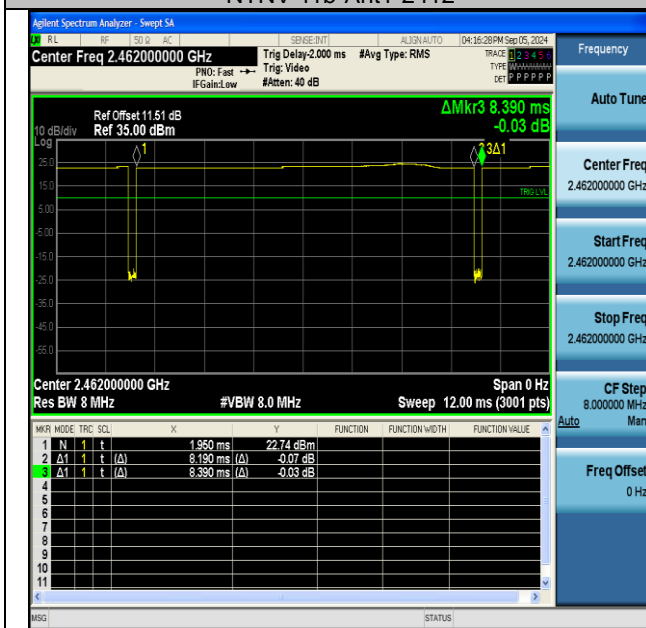 Agilent Spectrum Analyzer - Swept SA
RL RF 50 Ω AC SENSE:INT ALIGN AUTO 04:16:28PM Sep 05, 2024
Center Freq 2.462000000 GHz
PNO: Fast
IFGain:Low
Trig Delay-2.000 ms
Trig: Video
#Atten: 40 dB
#Avg Type: RMS
TRACE 1 2 3 4 5 6
TYPE
DET P P P P P P
Ref Offset 11.51 dB
10 dB/div Ref 35.00 dBm
Log
ΔMkr3 8.390 ms
-0.03 dB
1
3Δ1
25.0
15.0
TRIG LVL
5.00
-5.00
-15.0
-25.0
-35.0
-45.0
-55.0
Center 2.462000000 GHz Span 0 Hz
Res BW 8 MHz #VBW 8.0 MHz Sweep 12.00 ms (3001 pts)
MKR MODE TRC SCL X Y FUNCTION FUNCTION WIDTH FUNCTION VALUE
1 N 1 t 1.950 ms 22.74 dBm
2 Δ1 1 t (Δ) 8.190 ms (Δ) -0.07 dB
3 Δ1 1 t (Δ) 8.390 ms (Δ) -0.03 dB
4
5
6
7
8
9
10
11
MSG STATUS
Frequency
Auto Tune
Center Freq
2.462000000 GHz
Start Freq
2.462000000 GHz
Stop Freq
2.462000000 GHz
CF Step
8.000000 MHz
Auto Man
Freq Offset
0 Hz